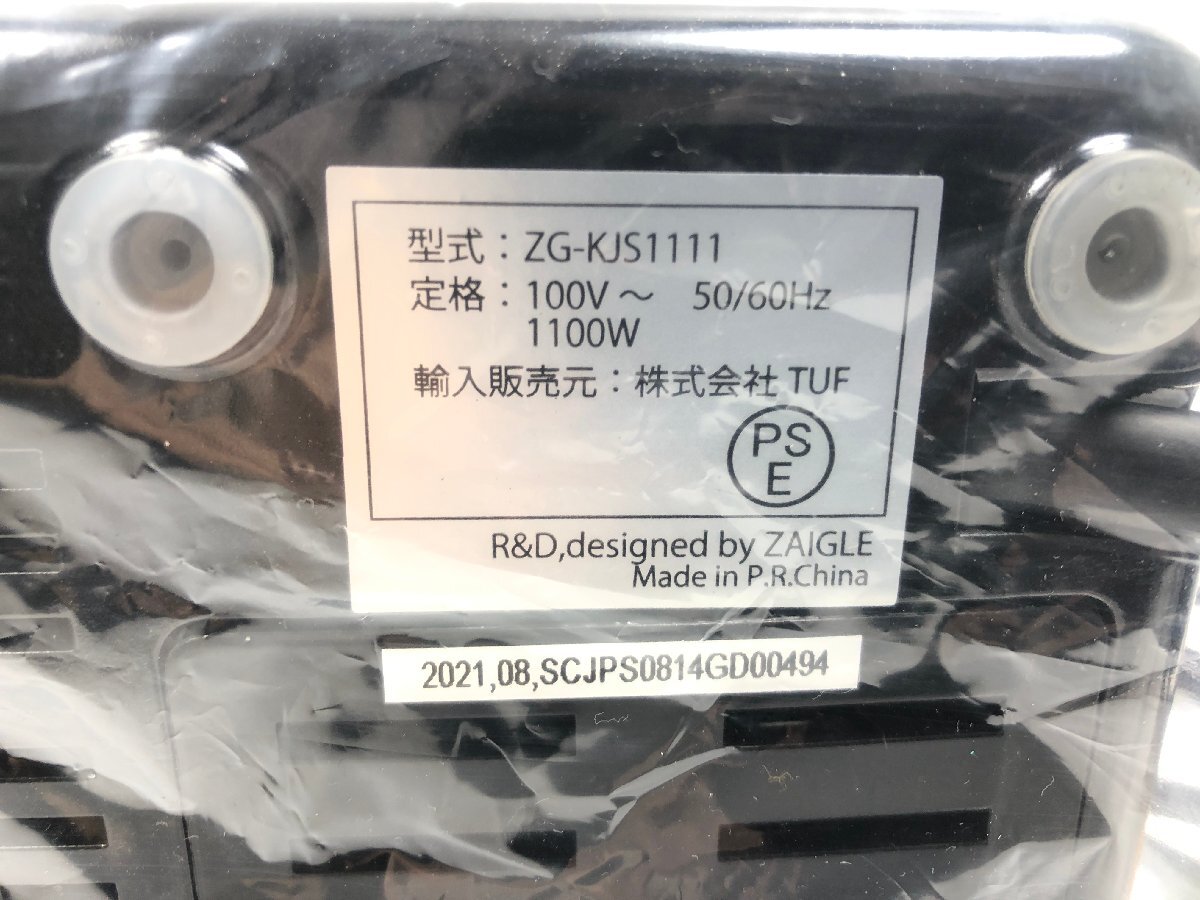 型式：ZG-KJS1111
定格：100V～ 50/60Hz
1100W
輸入販売元：株式会社 TUF
PS
E
R&D,designed by ZAIGLE
Made in P.R.China
2021,08,SCJPS0814GD00494